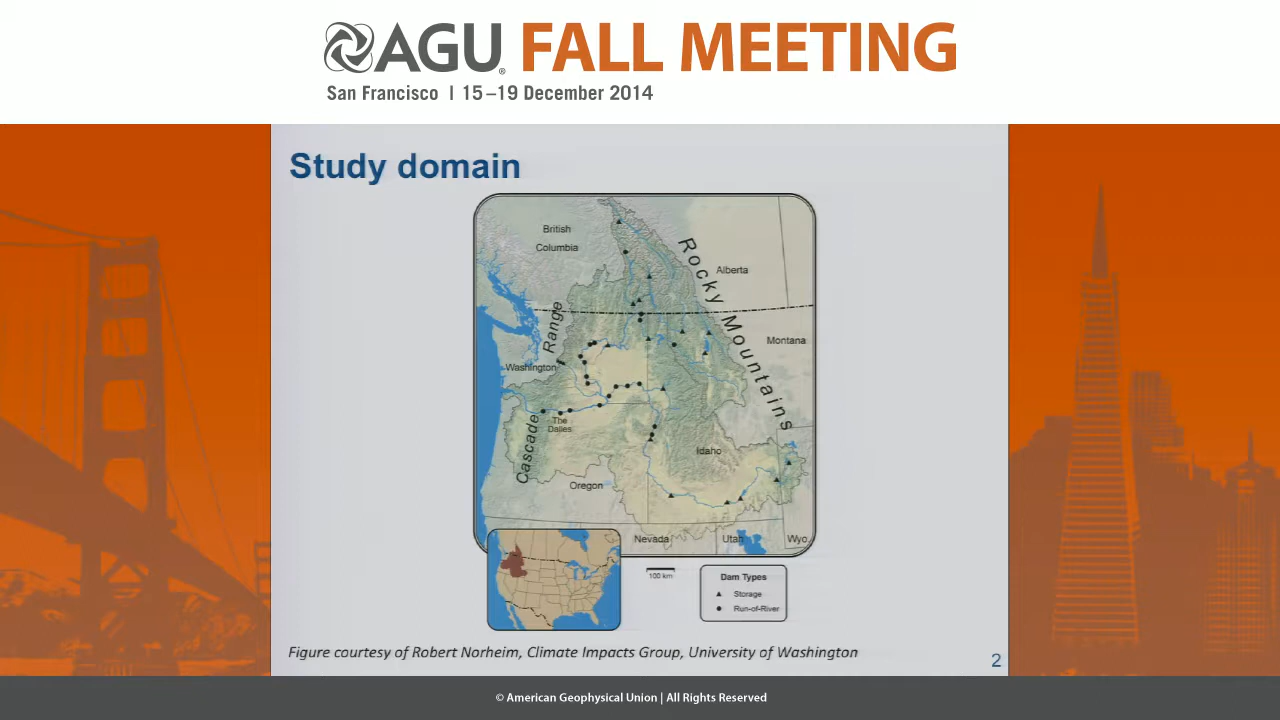 AGU FALL MEETING
San Francisco | 15–19 December 2014
Study domain
British
Columbia
Alberta
Rocky Mountains
Montana
Washington
Cascade Range
The
Dalles
Idaho
Oregon
Nevada
Utah
Wyo.
100 km
Dam Types
Storage
Run-of-River
Figure courtesy of Robert Norheim, Climate Impacts Group, University of Washington
2
© American Geophysical Union | All Rights Reserved